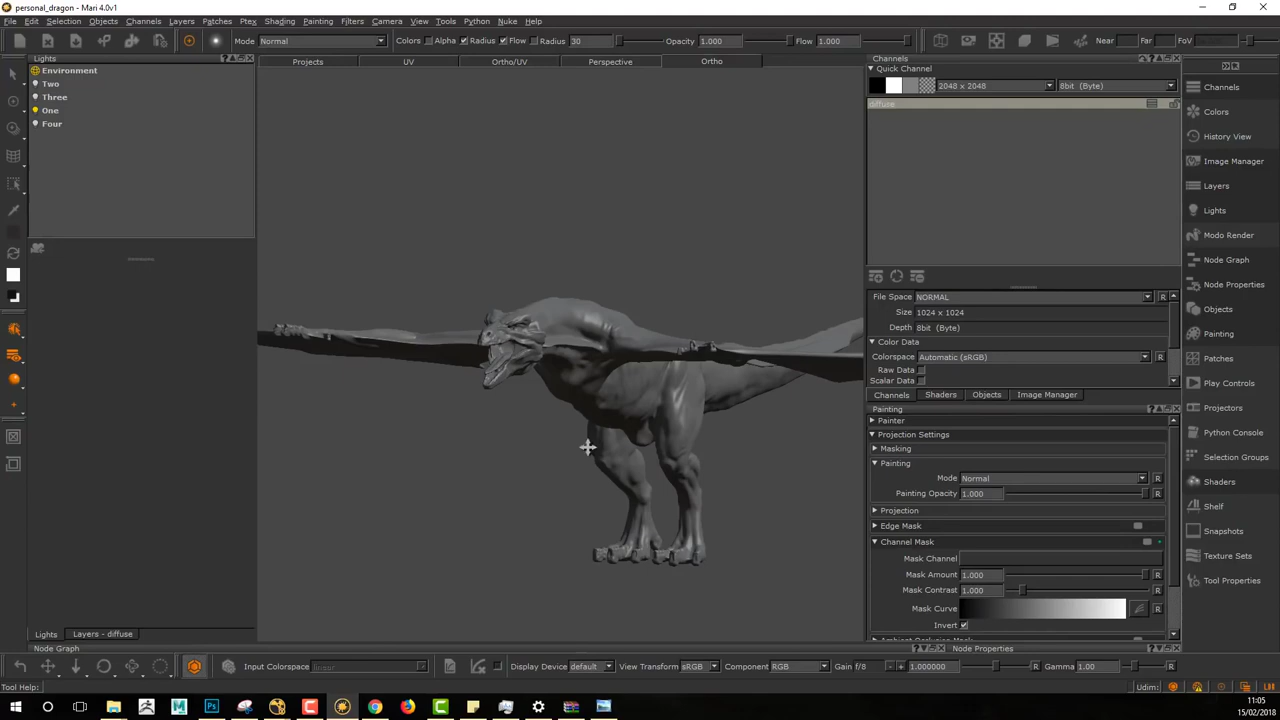 personal_dragon - Mari 4.0v1
File Edit Selection Objects Channels Layers Patches Ptex Shading Painting Filters Camera View Tools Python Nuke Help
Mode Normal Colors Alpha Radius Flow Radius 30 Opacity 1.000 Flow 1.000 Near Far FoV
Lights
Environment
Two
Three
One
Four
Projects UV Ortho/UV Perspective Ortho
Channels
Quick Channel
2048 x 2048 8bit (Byte)
diffuse
File Space NORMAL R
Size 1024 x 1024
Depth 8bit (Byte)
Color Data
Colorspace Automatic (sRGB) R
Raw Data
Scalar Data
Channels Shaders Objects Image Manager
Painting
Painter
Projection Settings
Masking
Painting
Mode Normal R
Painting Opacity 1.000 R
Projection
Edge Mask
Channel Mask
Mask Channel
Mask Amount 1.000 R
Mask Contrast 1.000 R
Mask Curve R
Invert
Ambient Occlusion Mask
Channels
Colors
History View
Image Manager
Layers
Lights
Modo Render
Node Graph
Node Properties
Objects
Painting
Patches
Play Controls
Projectors
Python Console
Selection Groups
Shaders
Shelf
Snapshots
Texture Sets
Tool Properties
Lights Layers - diffuse
Node Graph Node Properties
Input Colorspace linear Display Device default View Transform sRGB Component RGB Gain f/8 - + 1.000000 R Gamma 1.00 R
Tool Help: Udim:
11:05
15/02/2018